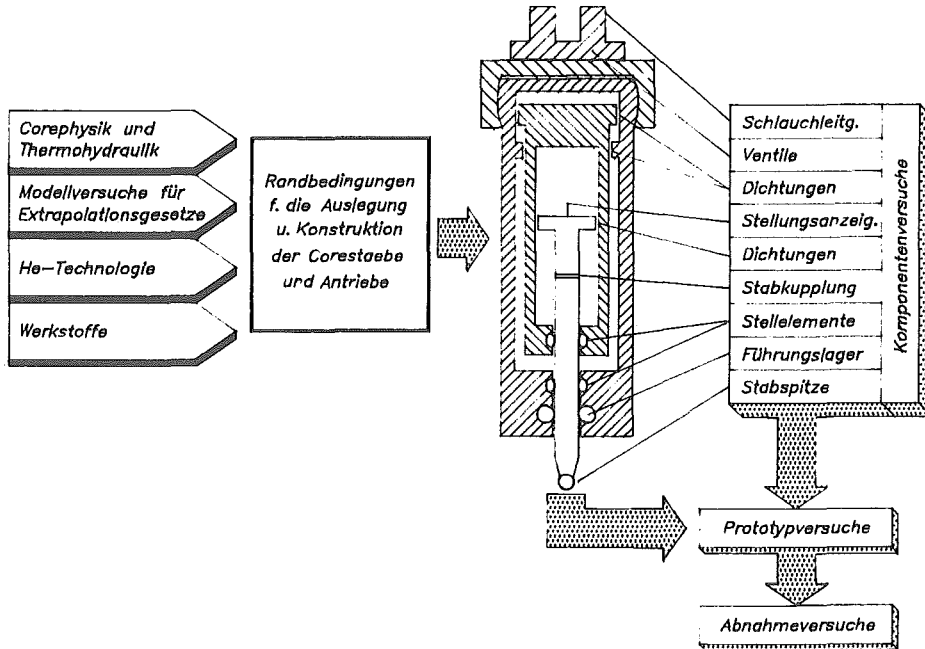 Corephysik und
Thermohydraulik
Modellversuche für
Extrapolationsgesetze
He-Technologie
Werkstoffe
Randbedingungen
f. die Auslegung
u. Konstruktion
der Corestaebe
und Antriebe
Schlauchleitg.
Ventile
Dichtungen
Stellungsanzeig.
Dichtungen
Stabkupplung
Stellelemente
Führungslager
Stabspitze
Komponentenversuche
Prototypversuche
Abnahmeversuche